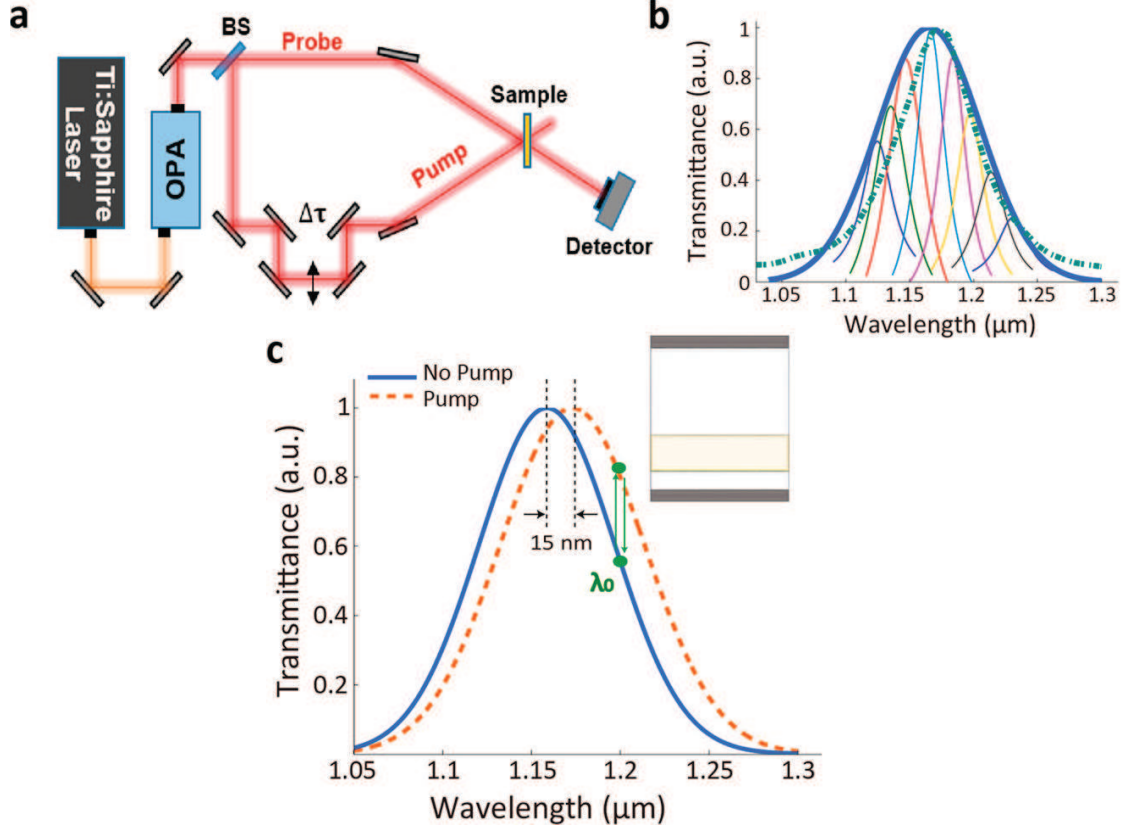 a
BS
Probe
Ti:Sapphire
Laser
OPA
Sample
Pump
Δτ
Detector
b
Transmittance (a.u.)
1
0.8
0.6
0.4
0.2
0
1.05 1.1 1.15 1.2 1.25 1.3
Wavelength (μm)
c
No Pump
Pump
Transmittance (a.u.)
1
0.8
0.6
0.4
0.2
15 nm
λ₀
1.05 1.1 1.15 1.2 1.25 1.3
Wavelength (μm)